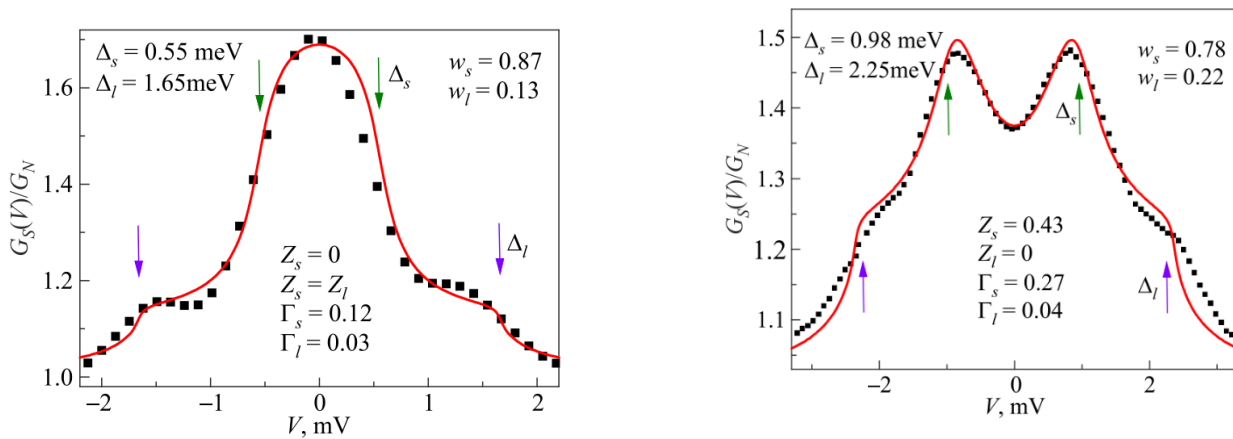 Δs = 0.55 meV
Δl = 1.65meV
ws = 0.87
wl = 0.13
Δs
Δl
Zs = 0
Zs = Zl
Γs = 0.12
Γl = 0.03
GS(V)/GN
1.6
1.4
1.2
1.0
−2
−1
0
1
2
V, mV
Δs = 0.98 meV
Δl = 2.25meV
ws = 0.78
wl = 0.22
Δs
Δl
Zs = 0.43
Zl = 0
Γs = 0.27
Γl = 0.04
GS(V)/GN
1.5
1.4
1.3
1.2
1.1
−2
0
2
V, mV